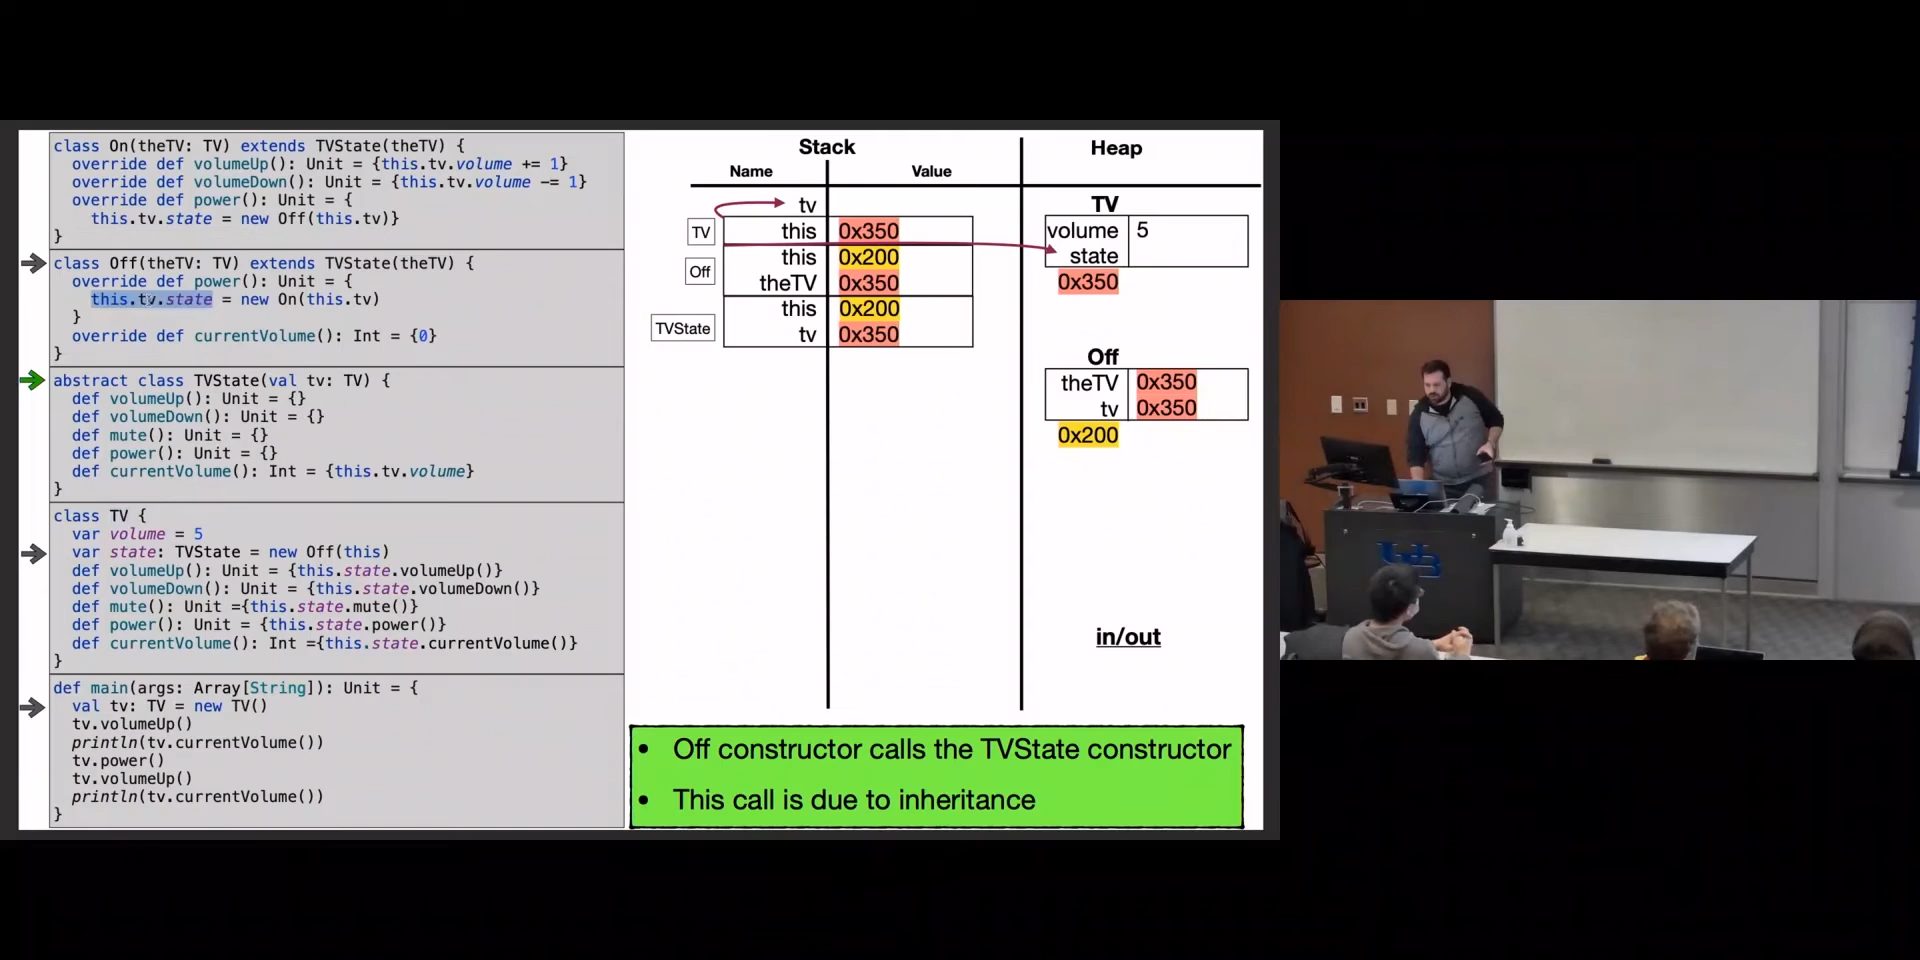 class On(theTV: TV) extends TVState(theTV) {
override def volumeUp(): Unit = {this.tv.volume += 1}
override def volumeDown(): Unit = {this.tv.volume -= 1}
override def power(): Unit = {
this.tv.state = new Off(this.tv)}
}
class Off(theTV: TV) extends TVState(theTV) {
override def power(): Unit = {
this.tv.state = new On(this.tv)
}
override def currentVolume(): Int = {0}
}
abstract class TVState(val tv: TV) {
def volumeUp(): Unit = {}
def volumeDown(): Unit = {}
def mute(): Unit = {}
def power(): Unit = {}
def currentVolume(): Int = {this.tv.volume}
}
class TV {
var volume = 5
var state: TVState = new Off(this)
def volumeUp(): Unit = {this.state.volumeUp()}
def volumeDown(): Unit = {this.state.volumeDown()}
def mute(): Unit ={this.state.mute()}
def power(): Unit = {this.state.power()}
def currentVolume(): Int ={this.state.currentVolume()}
}
def main(args: Array[String]): Unit = {
val tv: TV = new TV()
tv.volumeUp()
println(tv.currentVolume())
tv.power()
tv.volumeUp()
println(tv.currentVolume())
}
Stack
Name Value
tv
TV this 0x350
Off this 0x200
theTV 0x350
TVState this 0x200
tv 0x350
Heap
TV
volume 5
state
0x350
Off
theTV 0x350
tv 0x350
0x200
in/out
• Off constructor calls the TVState constructor
• This call is due to inheritance
UB